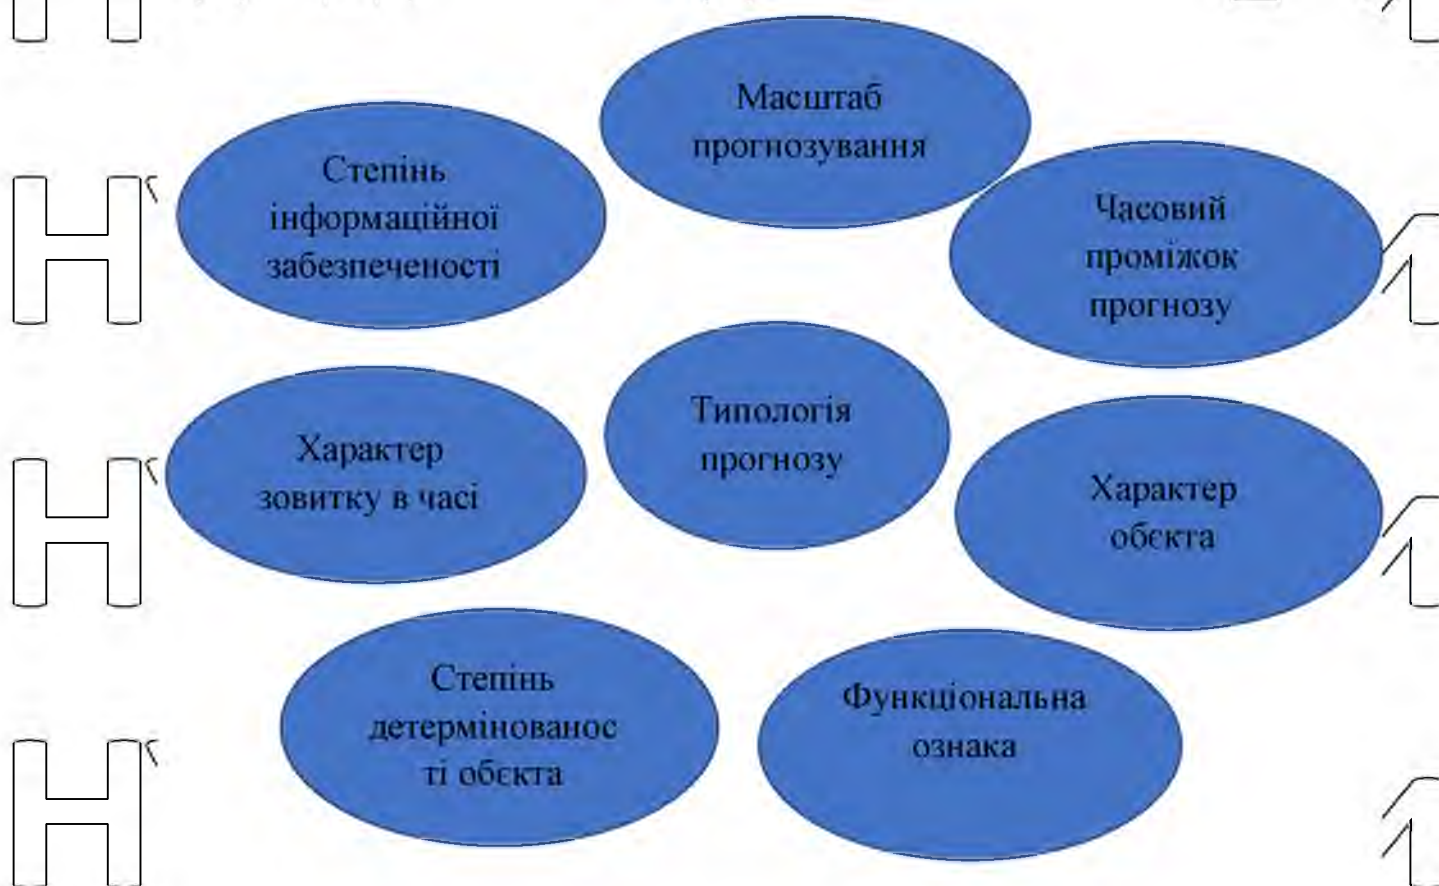 Масштаб
прогнозування
Степінь
інформаційної
забезпеченості
Часовий
проміжок
прогнозу
Типологія
прогнозу
Характер
зовитку в часі
Характер
обєкта
Степінь
детермінованос
ті обєкта
Функціональна
ознака